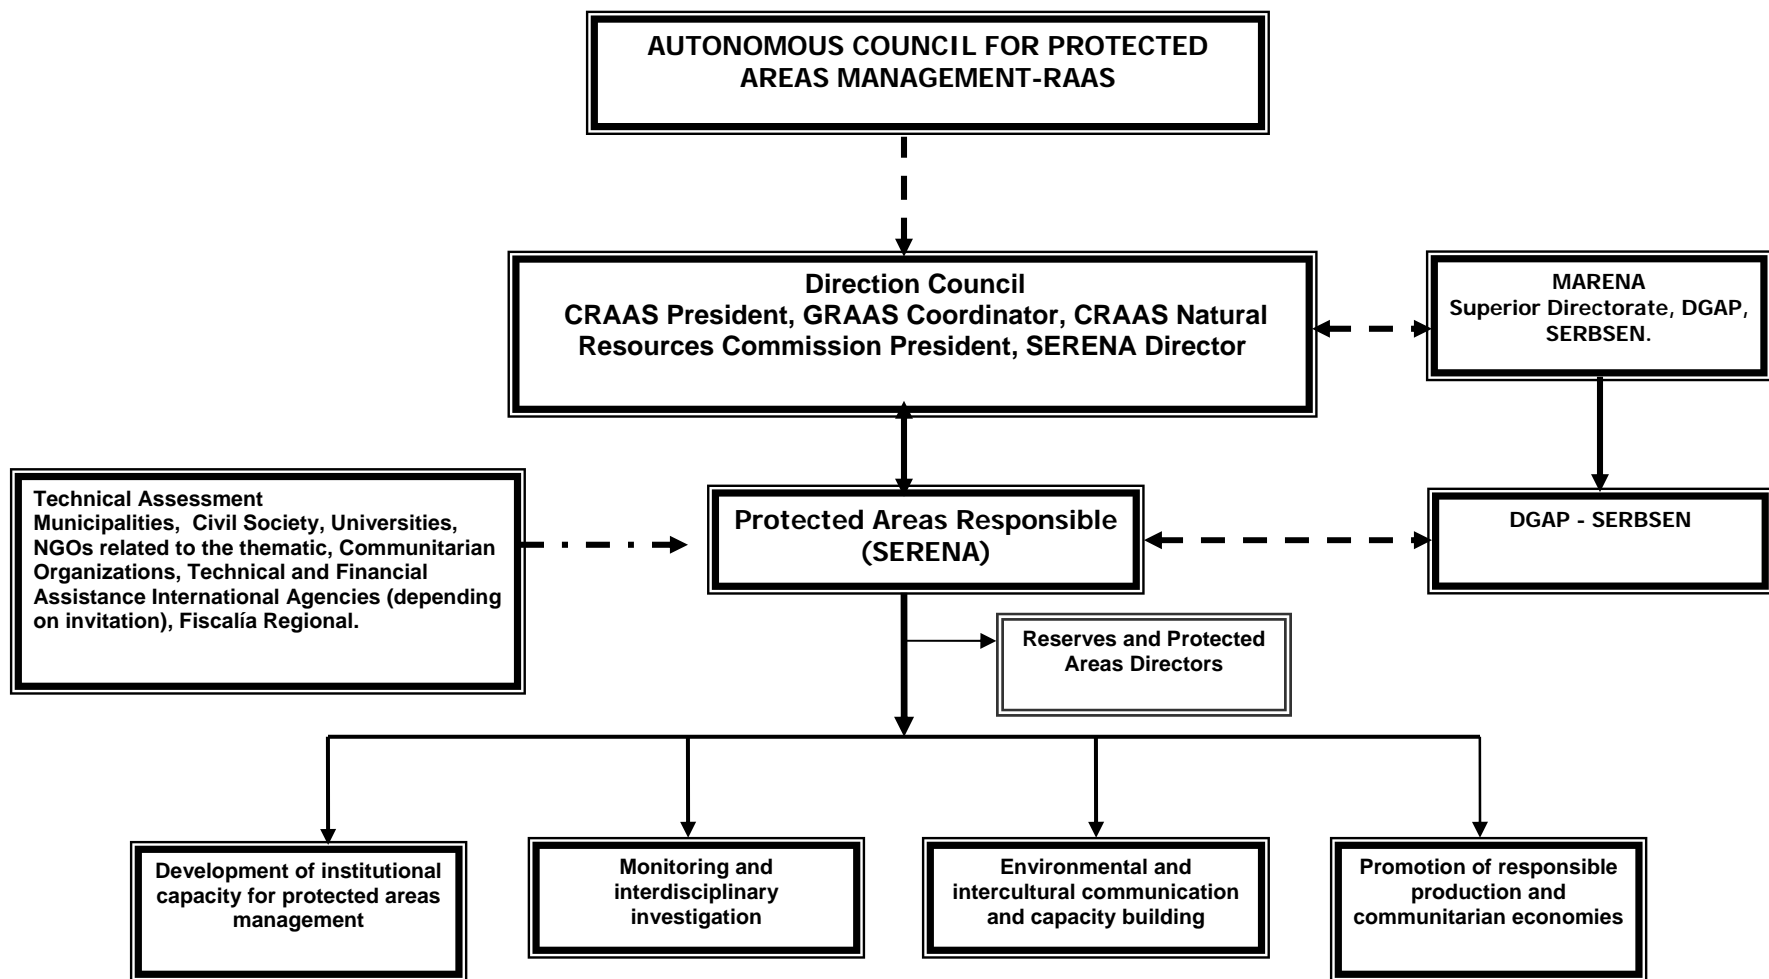 AUTONOMOUS COUNCIL FOR PROTECTED
AREAS MANAGEMENT-RAAS
Direction Council
CRAAS President, GRAAS Coordinator, CRAAS Natural
Resources Commission President, SERENA Director
MARENA
Superior Directorate, DGAP,
SERBSEN.
Technical Assessment
Municipalities, Civil Society, Universities,
NGOs related to the thematic, Communitarian
Organizations, Technical and Financial
Assistance International Agencies (depending
on invitation), Fiscalía Regional.
Protected Areas Responsible
(SERENA)
DGAP - SERBSEN
Reserves and Protected
Areas Directors
Development of institutional
capacity for protected areas
management
Monitoring and
interdisciplinary
investigation
Environmental and
intercultural communication
and capacity building
Promotion of responsible
production and
communitarian economies